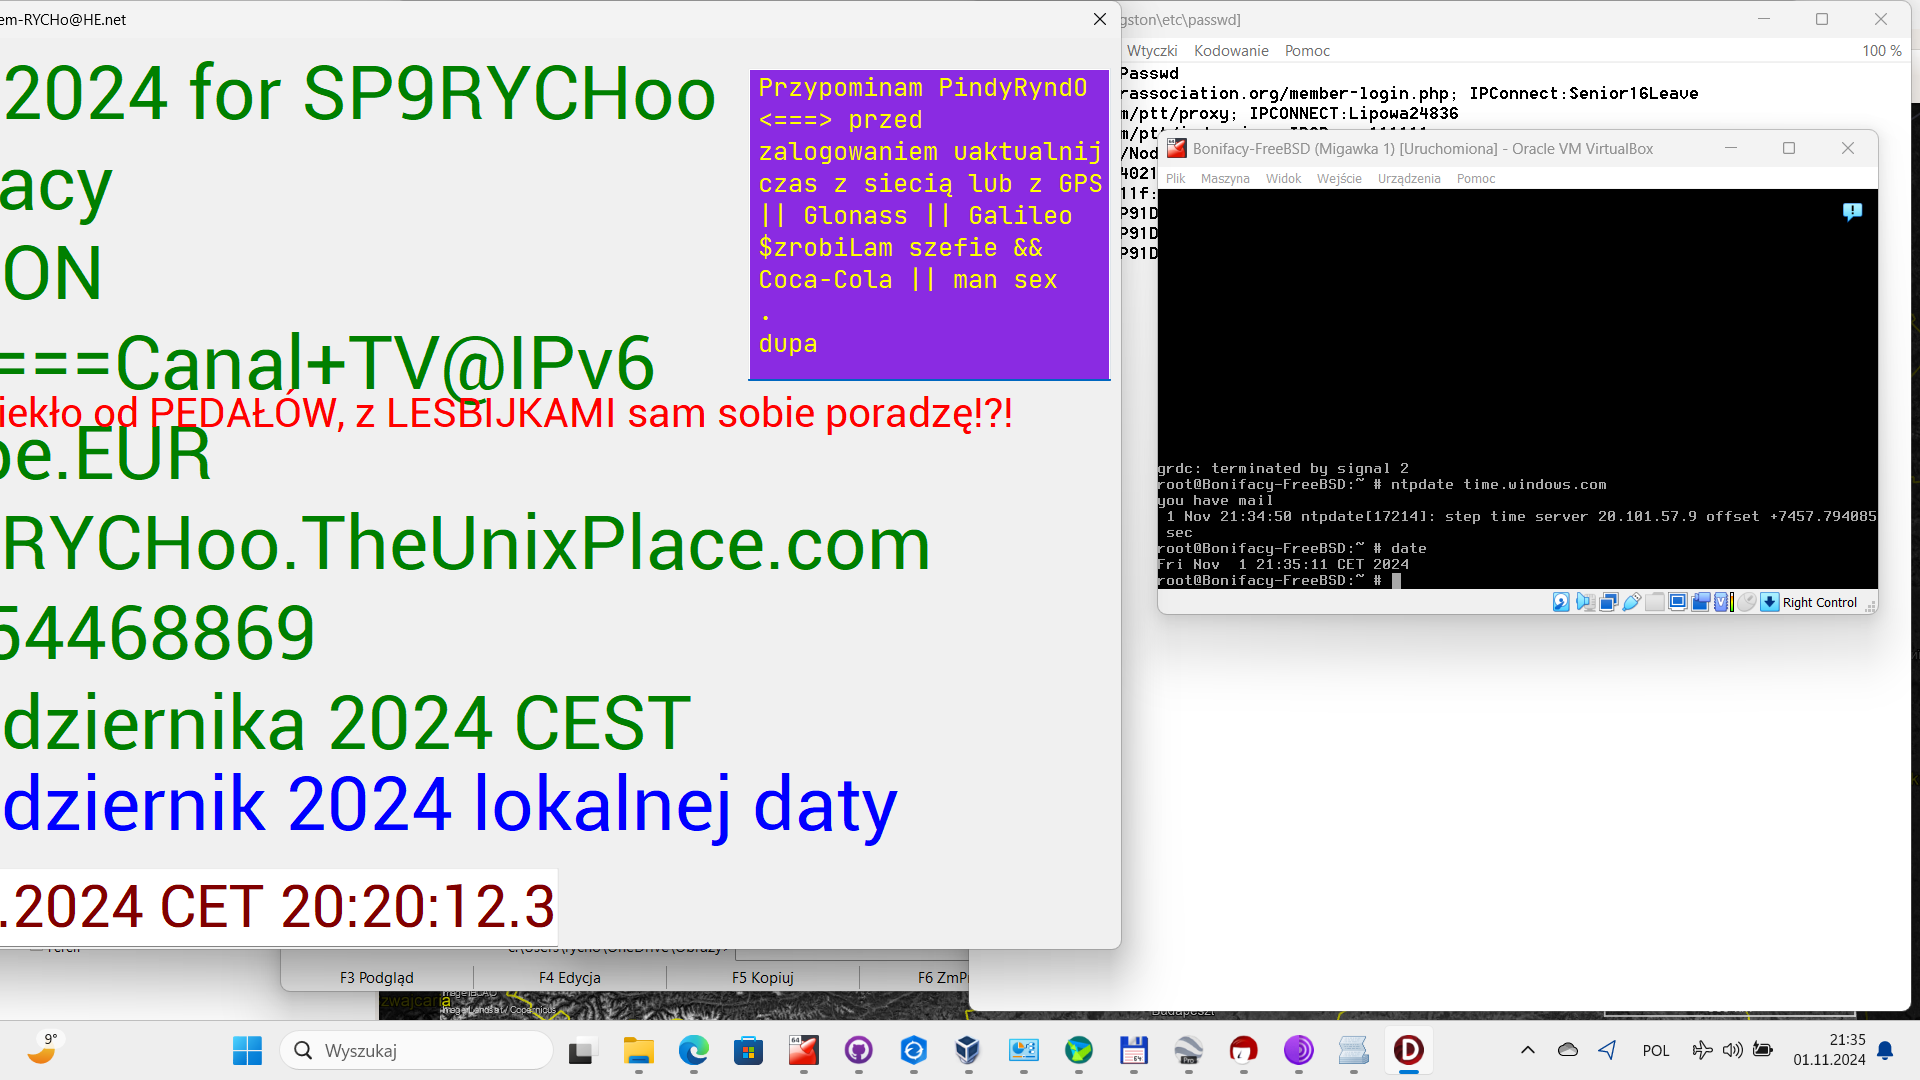 em-RYCHo@HE.net
2024 for SP9RYCHoo
acy
ON
===Canal+TV@IPv6
iekło od PEDAŁÓW, z LESBIJKAMI sam sobie poradzę!?!
pe.EUR
RYCHoo.TheUnixPlace.com
54468869
dziernika 2024 CEST
dziernik 2024 lokalnej daty
.2024 CET 20:20:12.3
Przypominam PindyRyndO
<===> przed
zalogowaniem uaktualnij
czas z siecią lub z GPS
|| Glonass || Galileo
$zrobiLam szefie &&
Coca-Cola || man sex
.
dupa
gston\etc\passwd]
Wtyczki Kodowanie Pomoc
100 %
Passwd
rassociation.org/member-login.php; IPConnect:Senior16Leave
m/ptt/proxy; IPCONNECT:Lipowa24836
/Nod
4021
11f:
P91D
P91D
P91D
Bonifacy-FreeBSD (Migawka 1) [Uruchomiona] - Oracle VM VirtualBox
Plik Maszyna Widok Wejście Urządzenia Pomoc
grdc: terminated by signal 2
root@Bonifacy-FreeBSD:~ # ntpdate time.windows.com
you have mail
1 Nov 21:34:50 ntpdate[17214]: step time server 20.101.57.9 offset +7457.794085
sec
root@Bonifacy-FreeBSD:~ # date
Fri Nov  1 21:35:11 CET 2024
root@Bonifacy-FreeBSD:~ #
Right Control
F3 Podgląd
F4 Edycja
F5 Kopiuj
F6 ZmP
zwajcaria
Image Landsat / Copernicus
Budapeszt
9°
Wyszukaj
POL
21:35
01.11.2024